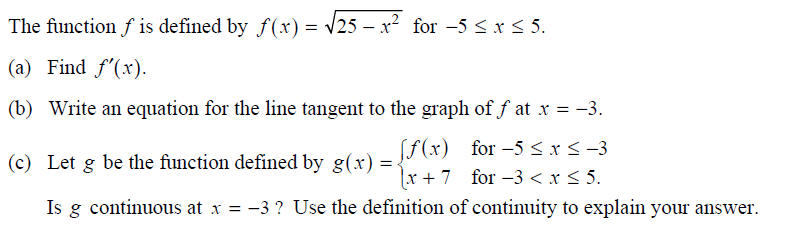 The function f is defined by f(x) = √(25 − x²) for −5 ≤ x ≤ 5.
(a) Find f′(x).
(b) Write an equation for the line tangent to the graph of f at x = −3.
(c) Let g be the function defined by g(x) = { f(x) for −5 ≤ x ≤ −3
x + 7 for −3 < x ≤ 5.
Is g continuous at x = −3 ? Use the definition of continuity to explain your answer.